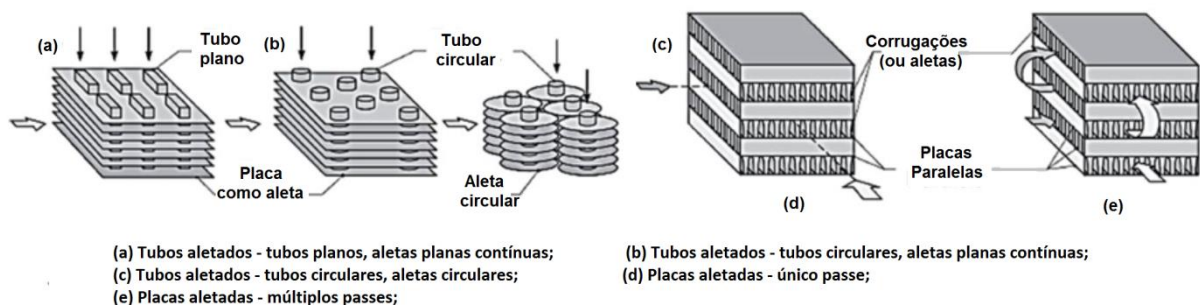 (a)
Tubo
plano
(b)
Tubo
circular
(c)
Corrugações
(ou aletas)
Placa
como aleta
Aleta
circular
Placas
Paralelas
(d)
(e)
(a) Tubos aletados - tubos planos, aletas planas contínuas;
(b) Tubos aletados - tubos circulares, aletas planas contínuas;
(c) Tubos aletados - tubos circulares, aletas circulares;
(d) Placas aletadas - único passe;
(e) Placas aletadas - múltiplos passes;